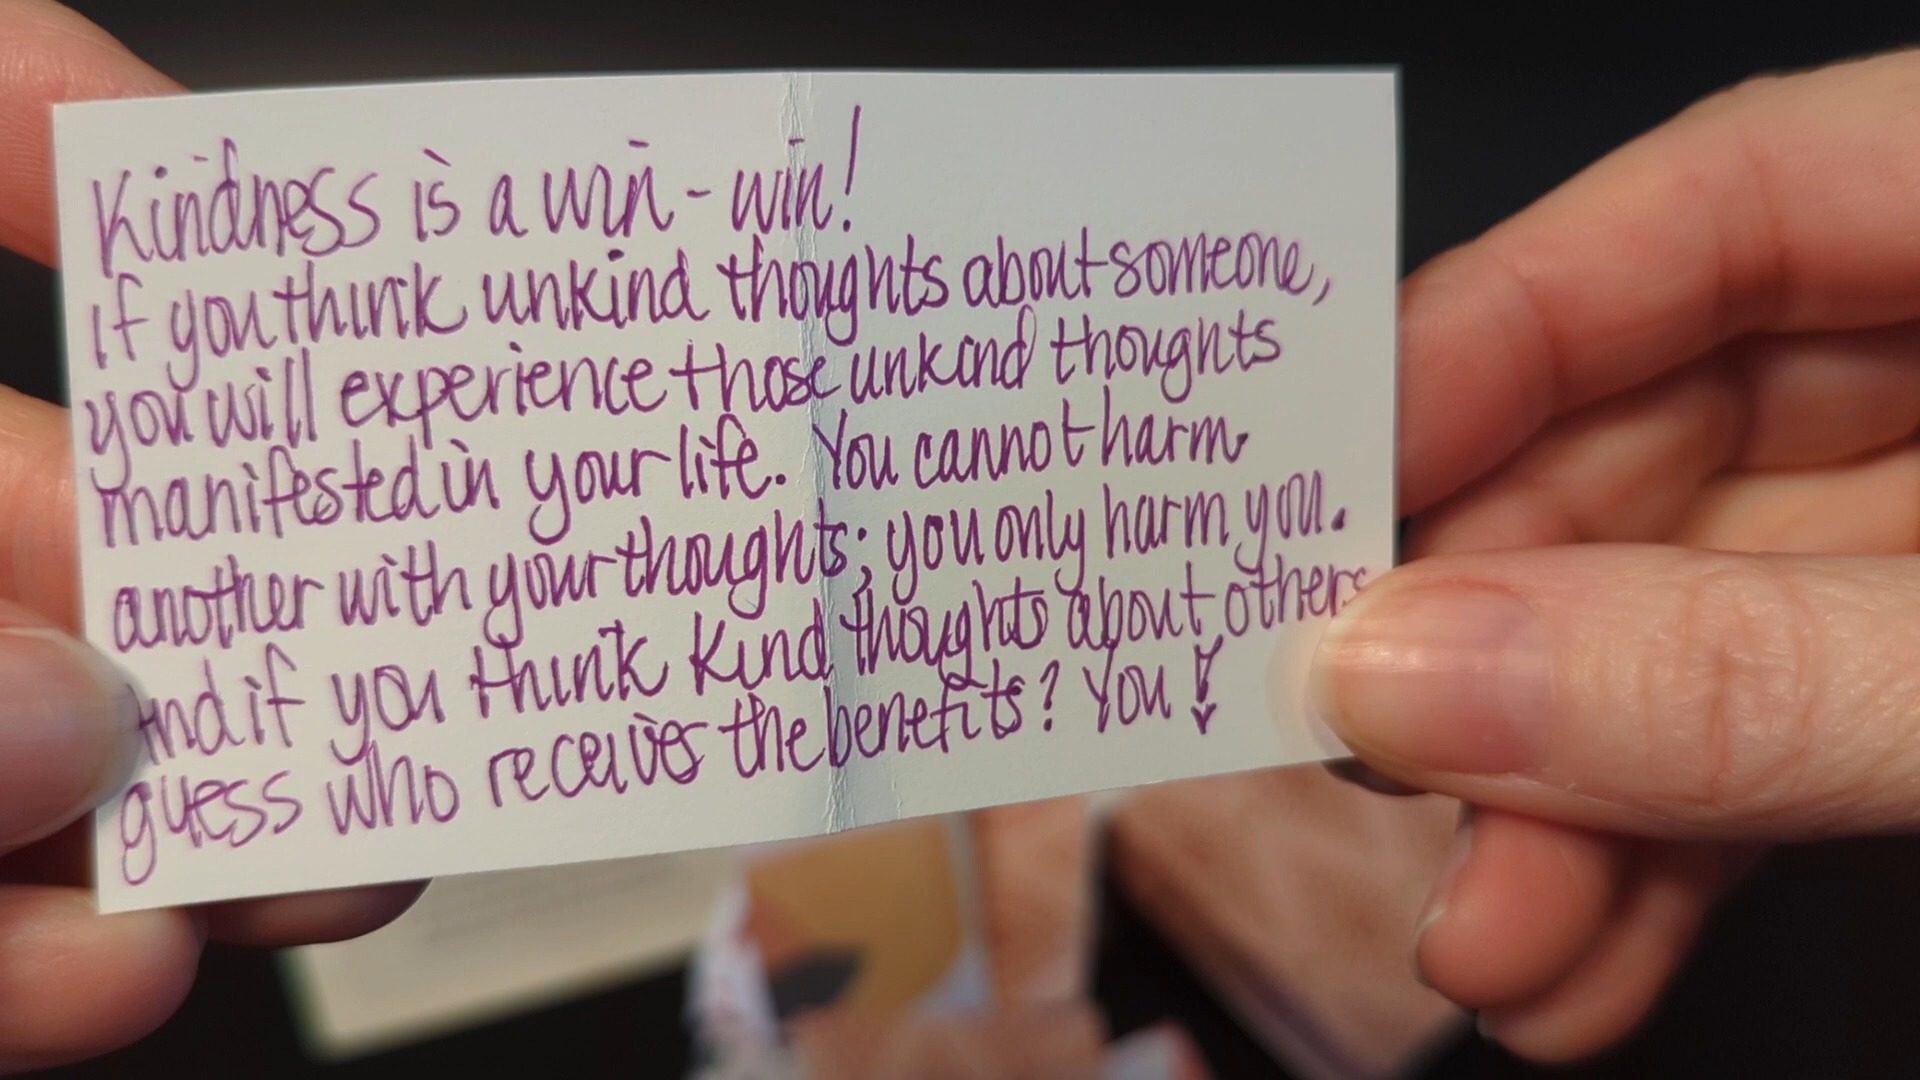 Kindness is a win-win!
If you think unkind thoughts about someone,
you will experience those unkind thoughts
manifested in your life. You cannot harm
another with your thoughts; you only harm you.
And if you think kind thoughts about others
guess who receives the benefits? You!